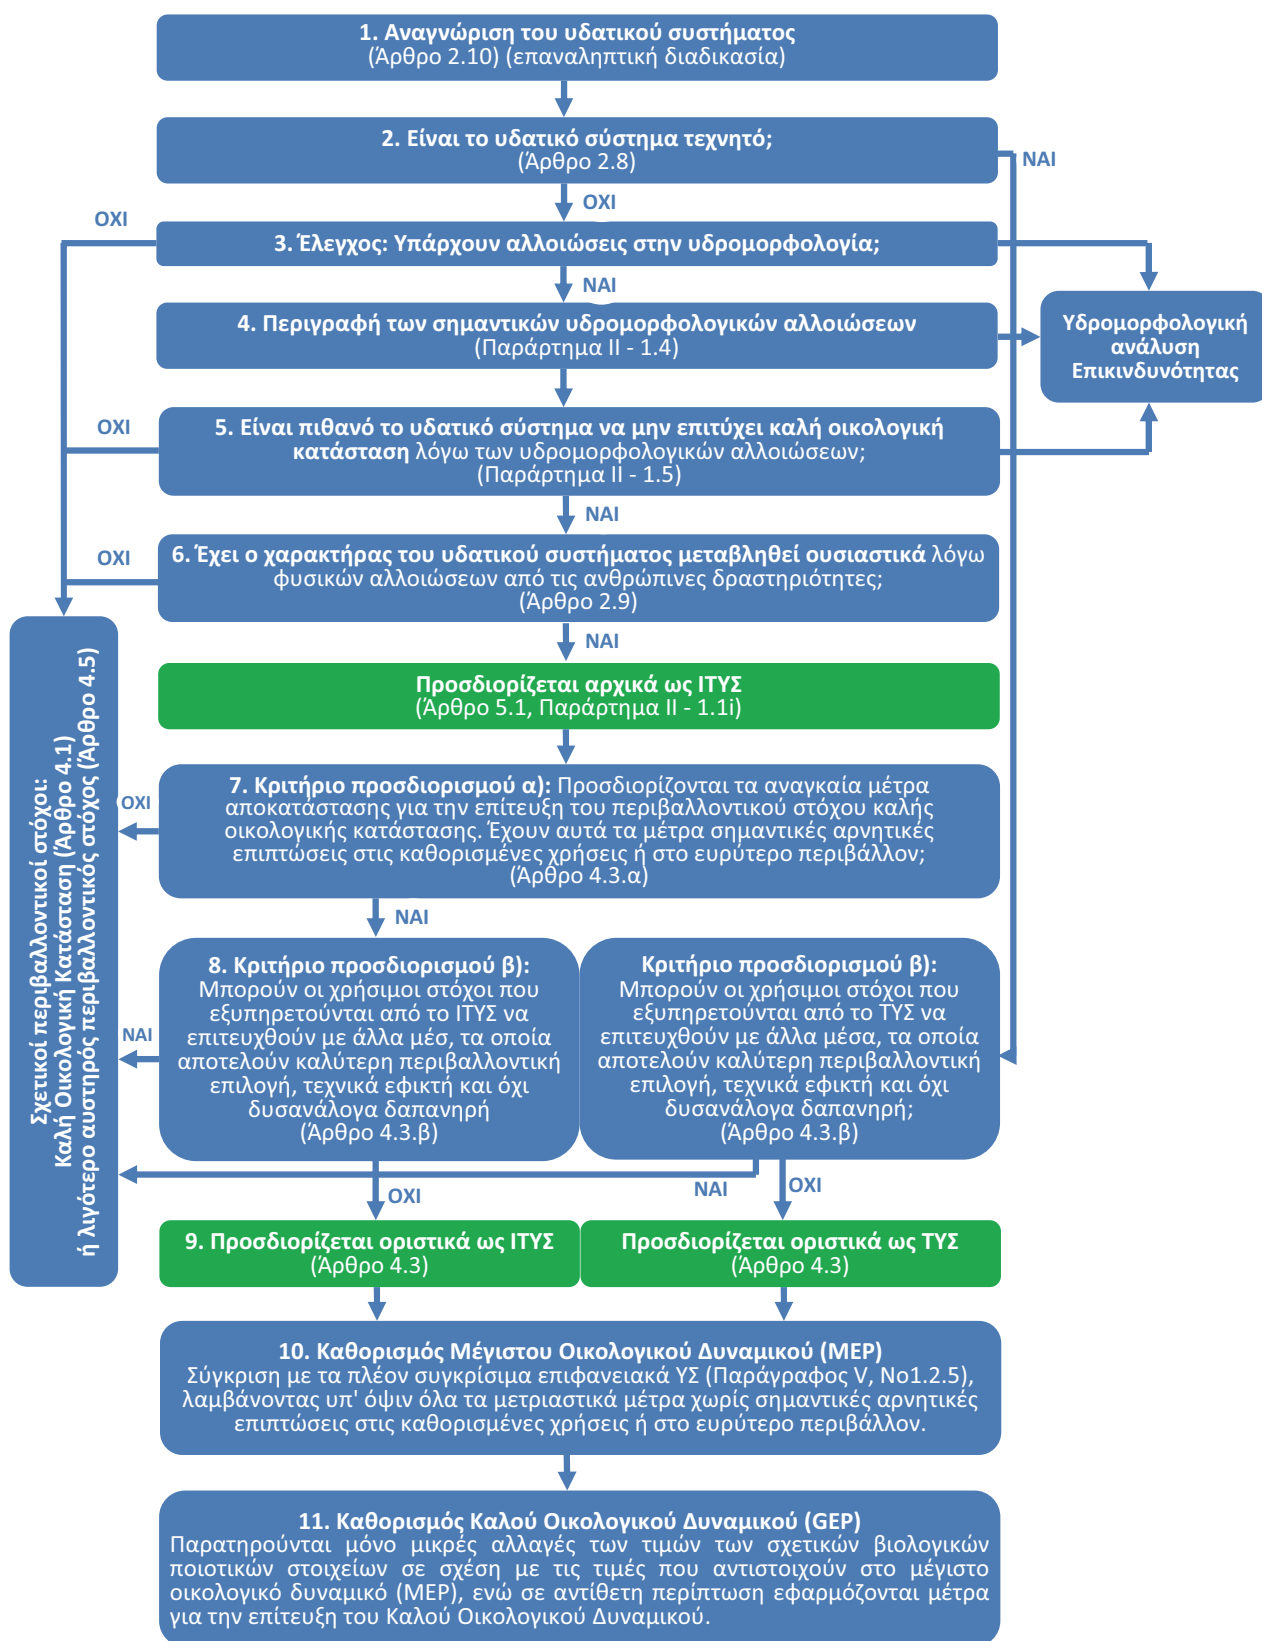 1. Αναγνώριση του υδατικού συστήματος
(Άρθρο 2.10) (επαναληπτική διαδικασία)
2. Είναι το υδατικό σύστημα τεχνητό;
(Άρθρο 2.8)
ΝΑΙ
ΟΧΙ
ΟΧΙ
3. Έλεγχος: Υπάρχουν αλλοιώσεις στην υδρομορφολογία;
ΝΑΙ
4. Περιγραφή των σημαντικών υδρομορφολογικών αλλοιώσεων
(Παράρτημα ΙΙ - 1.4)
Υδρομορφολογική
ανάλυση
Επικινδυνότητας
ΟΧΙ
5. Είναι πιθανό το υδατικό σύστημα να μην επιτύχει καλή οικολογική
κατάσταση λόγω των υδρομορφολογικών αλλοιώσεων;
(Παράρτημα ΙΙ - 1.5)
ΝΑΙ
ΟΧΙ
6. Έχει ο χαρακτήρας του υδατικού συστήματος μεταβληθεί ουσιαστικά λόγω
φυσικών αλλοιώσεων από τις ανθρώπινες δραστηριότητες;
(Άρθρο 2.9)
ΝΑΙ
Προσδιορίζεται αρχικά ως ΙΤΥΣ
(Άρθρο 5.1, Παράρτημα ΙΙ - 1.1i)
Σχετικοί περιβαλλοντικοί στόχοι:
Καλή Οικολογική Κατάσταση (Άρθρο 4.1)
ή λιγότερο αυστηρός περιβαλλοντικός στόχος (Άρθρο 4.5)
ΟΧΙ
7. Κριτήριο προσδιορισμού α): Προσδιορίζονται τα αναγκαία μέτρα
αποκατάστασης για την επίτευξη του περιβαλλοντικού στόχου καλής
οικολογικής κατάστασης. Έχουν αυτά τα μέτρα σημαντικές αρνητικές
επιπτώσεις στις καθορισμένες χρήσεις ή στο ευρύτερο περιβάλλον;
(Άρθρο 4.3.α)
ΝΑΙ
8. Κριτήριο προσδιορισμού β):
Μπορούν οι χρήσιμοι στόχοι που
εξυπηρετούνται από το ΙΤΥΣ να
επιτευχθούν με άλλα μέσ, τα οποία
αποτελούν καλύτερη περιβαλλοντική
επιλογή, τεχνικά εφικτή και όχι
δυσανάλογα δαπανηρή
(Άρθρο 4.3.β)
ΝΑΙ
Κριτήριο προσδιορισμού β):
Μπορούν οι χρήσιμοι στόχοι που
εξυπηρετούνται από το ΤΥΣ να
επιτευχθούν με άλλα μέσα, τα οποία
αποτελούν καλύτερη περιβαλλοντική
επιλογή, τεχνικά εφικτή και όχι
δυσανάλογα δαπανηρή;
(Άρθρο 4.3.β)
ΟΧΙ
ΝΑΙ
ΟΧΙ
9. Προσδιορίζεται οριστικά ως ΙΤΥΣ
(Άρθρο 4.3)
Προσδιορίζεται οριστικά ως ΤΥΣ
(Άρθρο 4.3)
10. Καθορισμός Μέγιστου Οικολογικού Δυναμικού (MEP)
Σύγκριση με τα πλέον συγκρίσιμα επιφανειακά ΥΣ (Παράγραφος V, No1.2.5),
λαμβάνοντας υπ' όψιν όλα τα μετριαστικά μέτρα χωρίς σημαντικές αρνητικές
επιπτώσεις στις καθορισμένες χρήσεις ή στο ευρύτερο περιβάλλον.
11. Καθορισμός Καλού Οικολογικού Δυναμικού (GEP)
Παρατηρούνται μόνο μικρές αλλαγές των τιμών των σχετικών βιολογικών
ποιοτικών στοιχείων σε σχέση με τις τιμές που αντιστοιχούν στο μέγιστο
οικολογικό δυναμικό (MEP), ενώ σε αντίθετη περίπτωση εφαρμόζονται μέτρα
για την επίτευξη του Καλού Οικολογικού Δυναμικού.